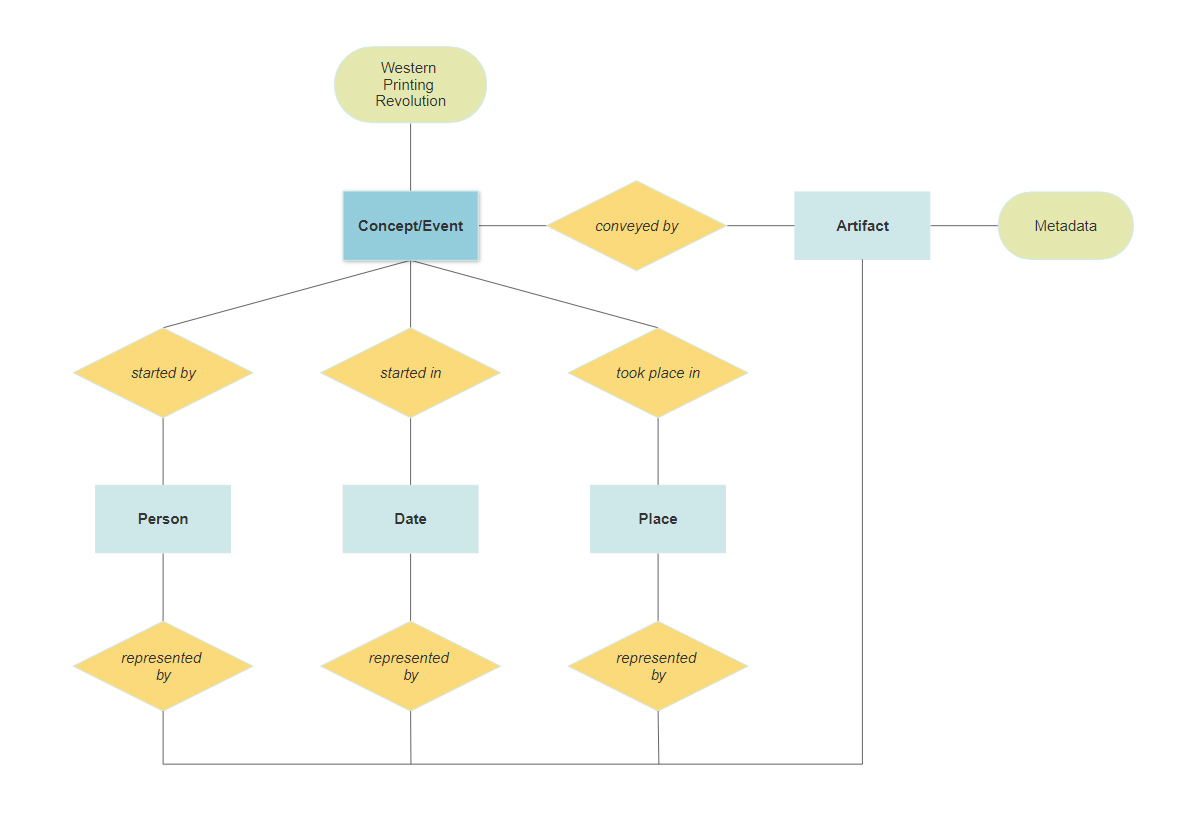 Western
Printing
Revolution
Concept/Event
conveyed by
Artifact
Metadata
started by
started in
took place in
Person
Date
Place
represented
by
represented
by
represented
by